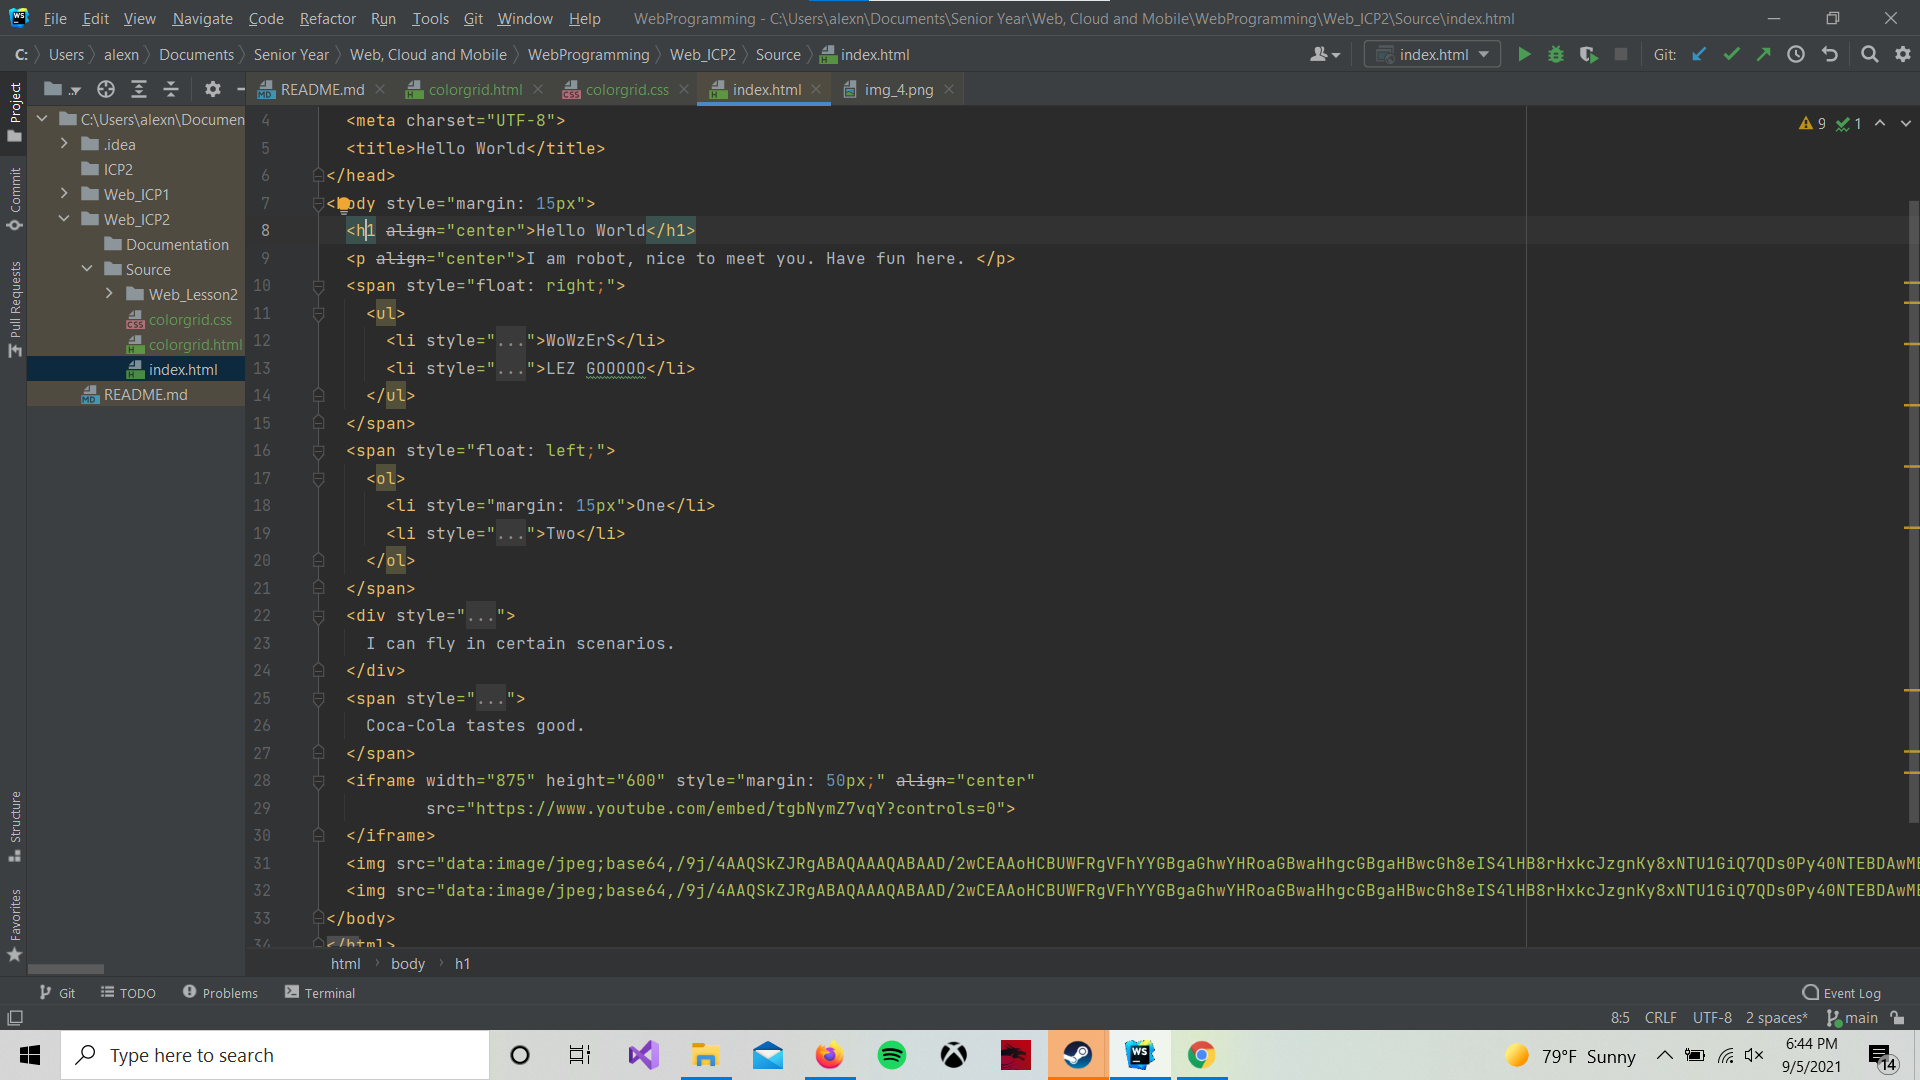 File Edit View Navigate Code Refactor Run Tools Git Window Help WebProgramming - C:\Users\alexn\Documents\Senior Year\Web, Cloud and Mobile\WebProgramming\Web_ICP2\Source\index.html
C: Users alexn Documents Senior Year Web, Cloud and Mobile WebProgramming Web_ICP2 Source index.html index.html Git:
README.md colorgrid.html colorgrid.css index.html img_4.png
Project
Commit
Pull Requests
Structure
Favorites
C:\Users\alexn\Documen
.idea
ICP2
Web_ICP1
Web_ICP2
Documentation
Source
Web_Lesson2
colorgrid.css
colorgrid.html
index.html
README.md
9 1
4 <meta charset="UTF-8">
5 <title>Hello World</title>
6 </head>
7 <body style="margin: 15px">
8 <h1 align="center">Hello World</h1>
9 <p align="center">I am robot, nice to meet you. Have fun here. </p>
10 <span style="float: right;">
11 <ul>
12 <li style="...">WoWzErS</li>
13 <li style="...">LEZ GOOOOO</li>
14 </ul>
15 </span>
16 <span style="float: left;">
17 <ol>
18 <li style="margin: 15px">One</li>
19 <li style="...">Two</li>
20 </ol>
21 </span>
22 <div style="...">
23 I can fly in certain scenarios.
24 </div>
25 <span style="...">
26 Coca-Cola tastes good.
27 </span>
28 <iframe width="875" height="600" style="margin: 50px;" align="center"
29 src="https://www.youtube.com/embed/tgbNymZ7vqY?controls=0">
30 </iframe>
31 <img src="data:image/jpeg;base64,/9j/4AAQSkZJRgABAQAAAQABAAD/2wCEAAoHCBUWFRgVFhYYGBgaGhwYHRoaGBwaHhgcGBgaHBwcGh8eIS4lHB8rHxkcJzgnKy8xNTU1GiQ7QDs0Py40NTEBDAwM
32 <img src="data:image/jpeg;base64,/9j/4AAQSkZJRgABAQAAAQABAAD/2wCEAAoHCBUWFRgVFhYYGBgaGhwYHRoaGBwaHhgcGBgaHBwcGh8eIS4lHB8rHxkcJzgnKy8xNTU1GiQ7QDs0Py40NTEBDAwM
33 </body>
34 </html>
html body h1
Git TODO Problems Terminal Event Log
8:5 CRLF UTF-8 2 spaces* main
Type here to search
WS
79°F Sunny
6:44 PM
9/5/2021
14